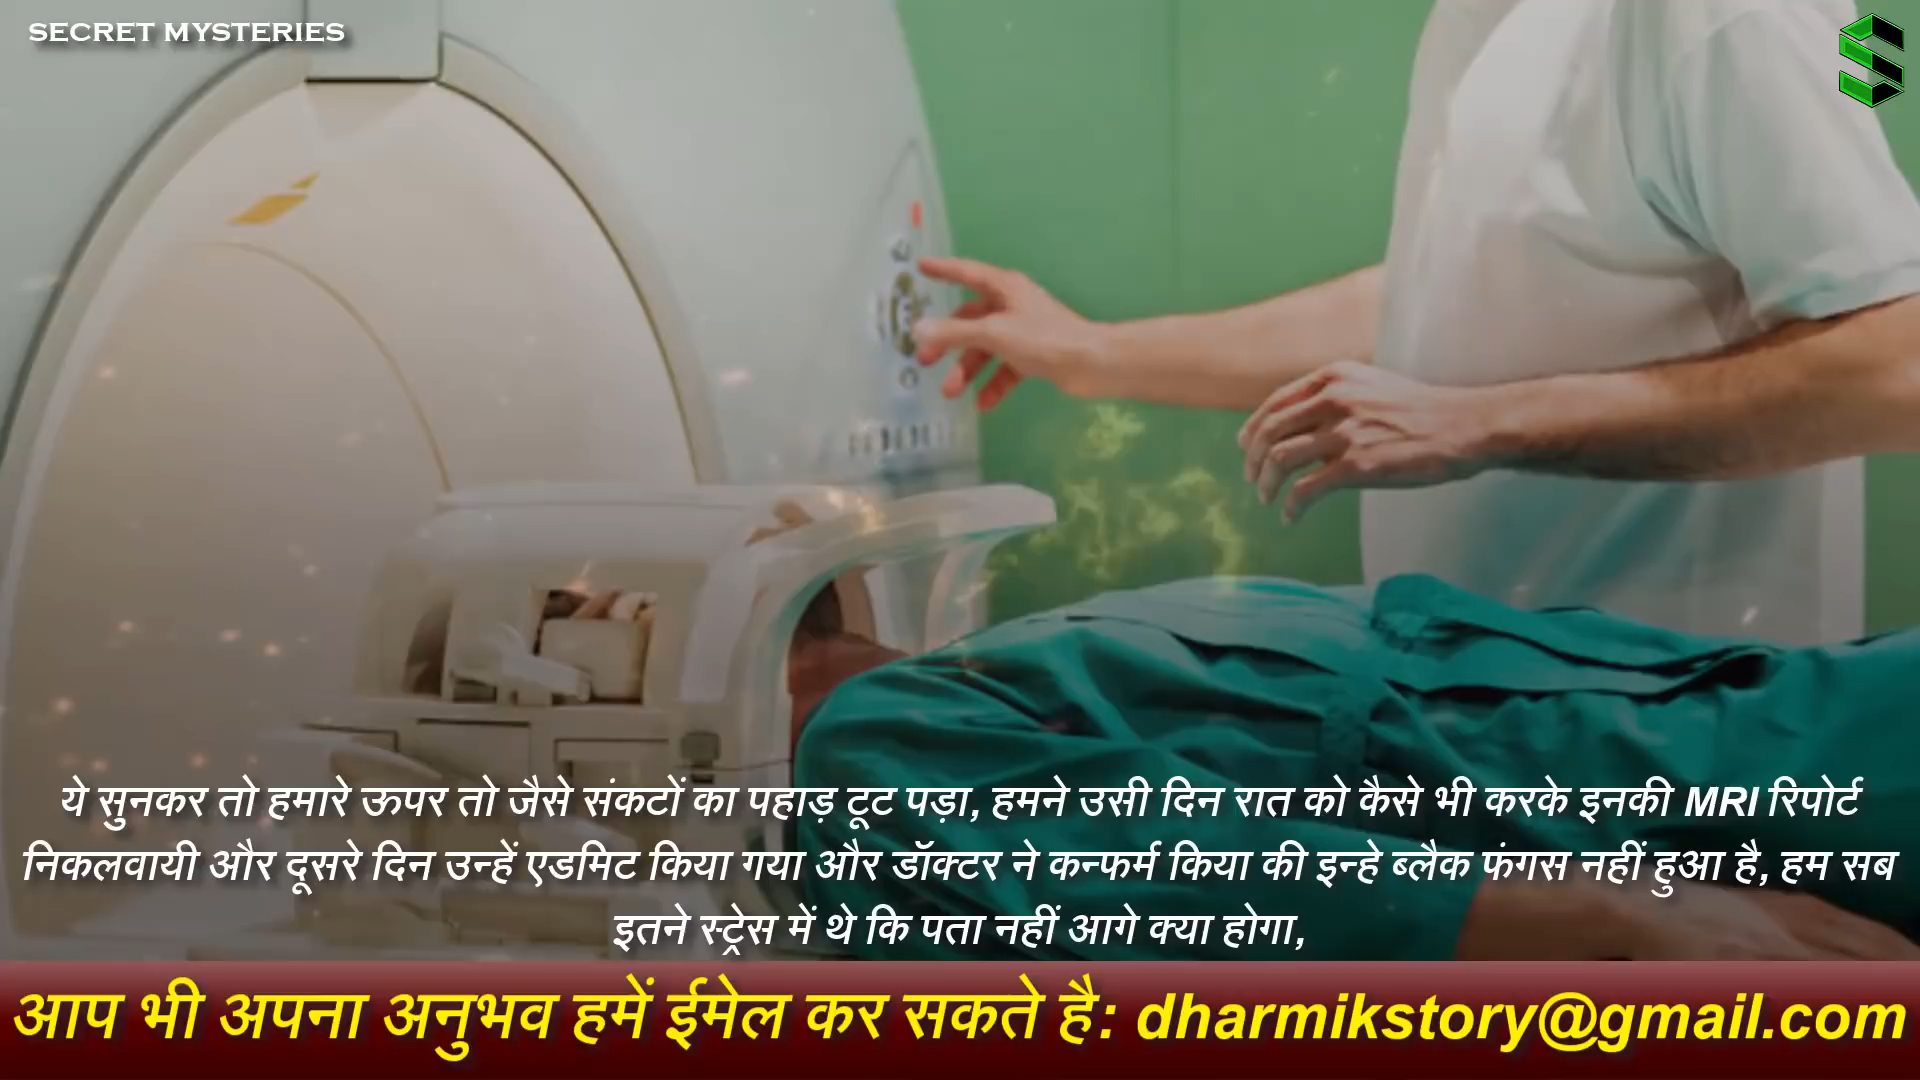 SECRET MYSTERIES
ये सुनकर तो हमारे ऊपर तो जैसे संकटों का पहाड़ टूट पड़ा, हमने उसी दिन रात को कैसे भी करके इनकी MRI रिपोर्ट
निकलवायी और दूसरे दिन उन्हें एडमिट किया गया और डॉक्टर ने कन्फर्म किया की इन्हे ब्लैक फंगस नहीं हुआ है, हम सब
इतने स्ट्रेस में थे कि पता नहीं आगे क्या होगा,
आप भी अपना अनुभव हमें ईमेल कर सकते है: dharmikstory@gmail.com